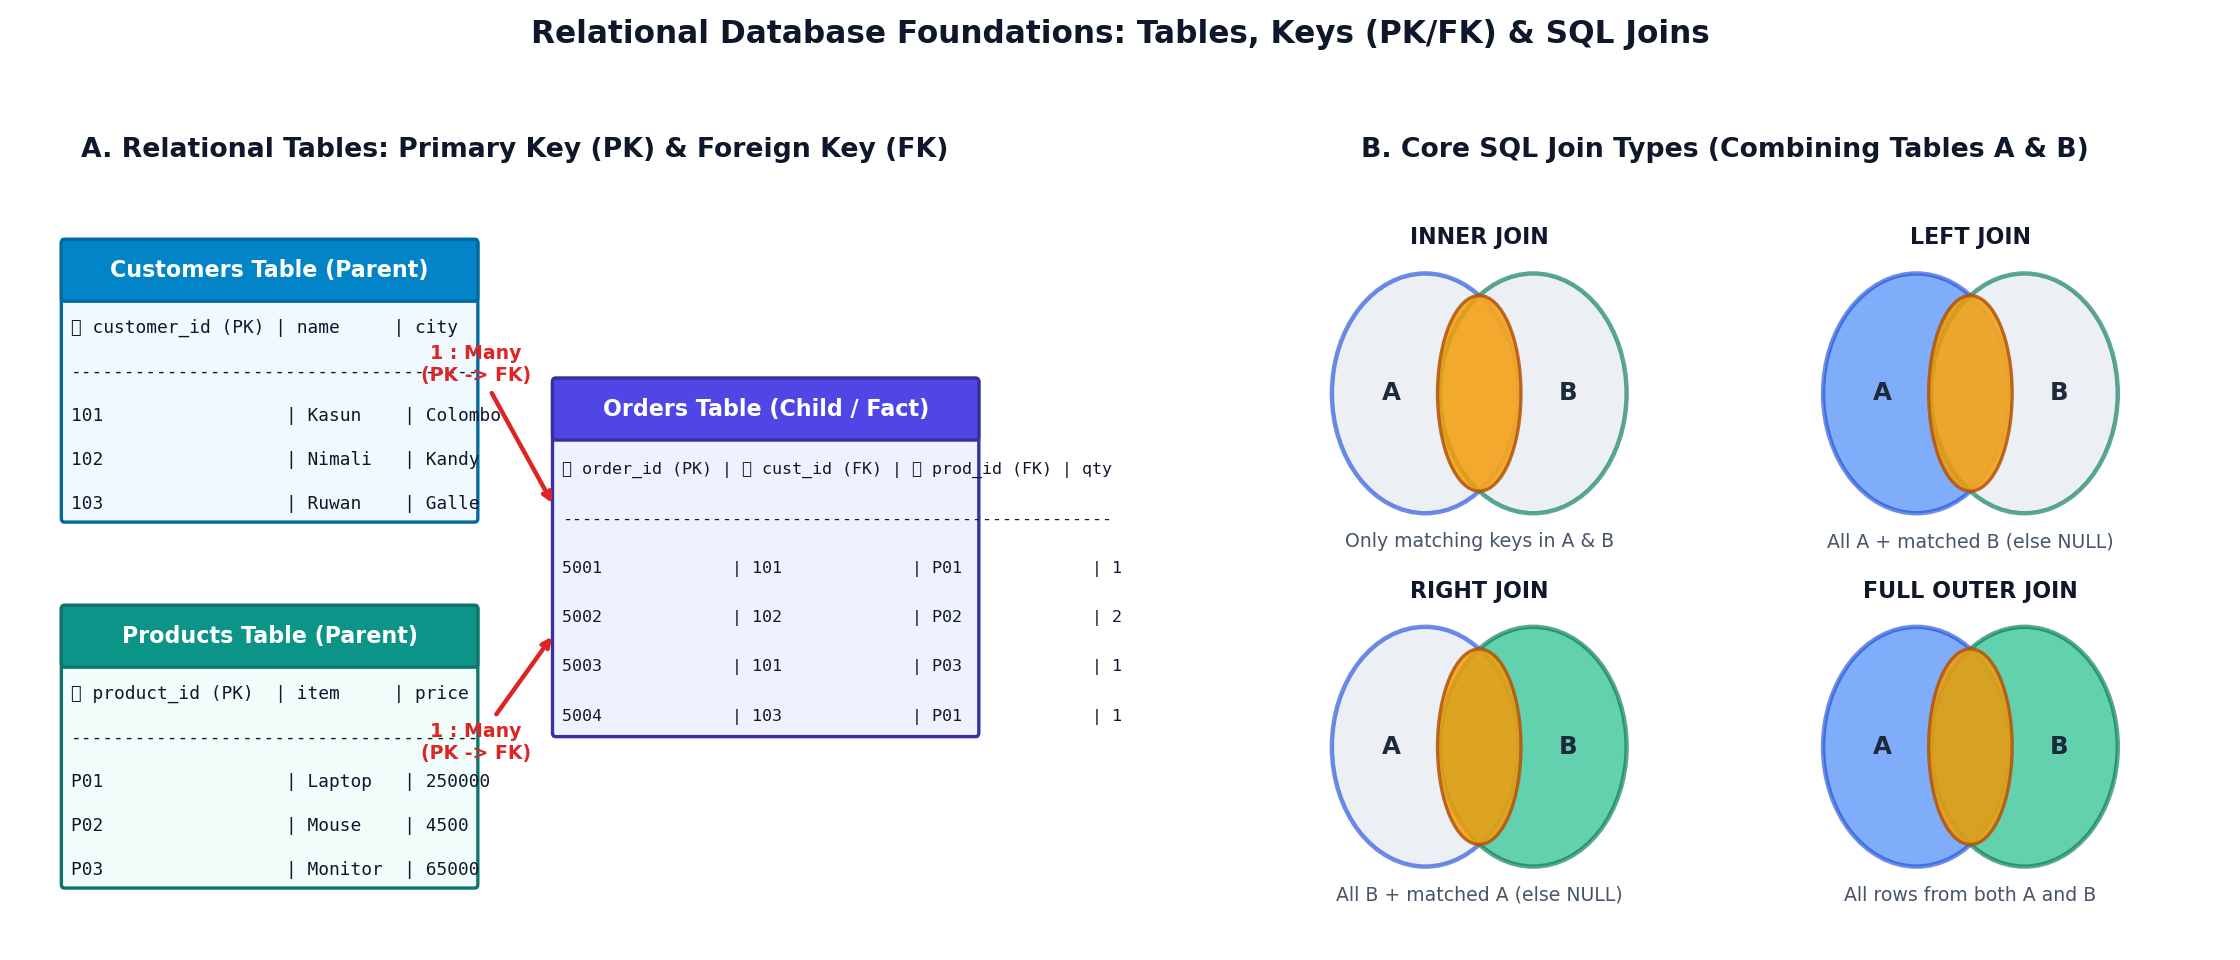 Relational Database Foundations: Tables, Keys (PK/FK) & SQL Joins
A. Relational Tables: Primary Key (PK) & Foreign Key (FK)
Customers Table (Parent)
customer_id (PK) | name | city
----------------------------------------
101 | Kasun | Colombo
102 | Nimali | Kandy
103 | Ruwan | Galle
1 : Many
(PK -> FK)
Products Table (Parent)
product_id (PK) | item | price
----------------------------------------
P01 | Laptop | 250000
P02 | Mouse | 4500
P03 | Monitor | 65000
1 : Many
(PK -> FK)
Orders Table (Child / Fact)
order_id (PK) | cust_id (FK) | prod_id (FK) | qty
-------------------------------------------------------
5001 | 101 | P01 | 1
5002 | 102 | P02 | 2
5003 | 101 | P03 | 1
5004 | 103 | P01 | 1
B. Core SQL Join Types (Combining Tables A & B)
INNER JOIN
A B
Only matching keys in A & B
LEFT JOIN
A B
All A + matched B (else NULL)
RIGHT JOIN
A B
All B + matched A (else NULL)
FULL OUTER JOIN
A B
All rows from both A and B